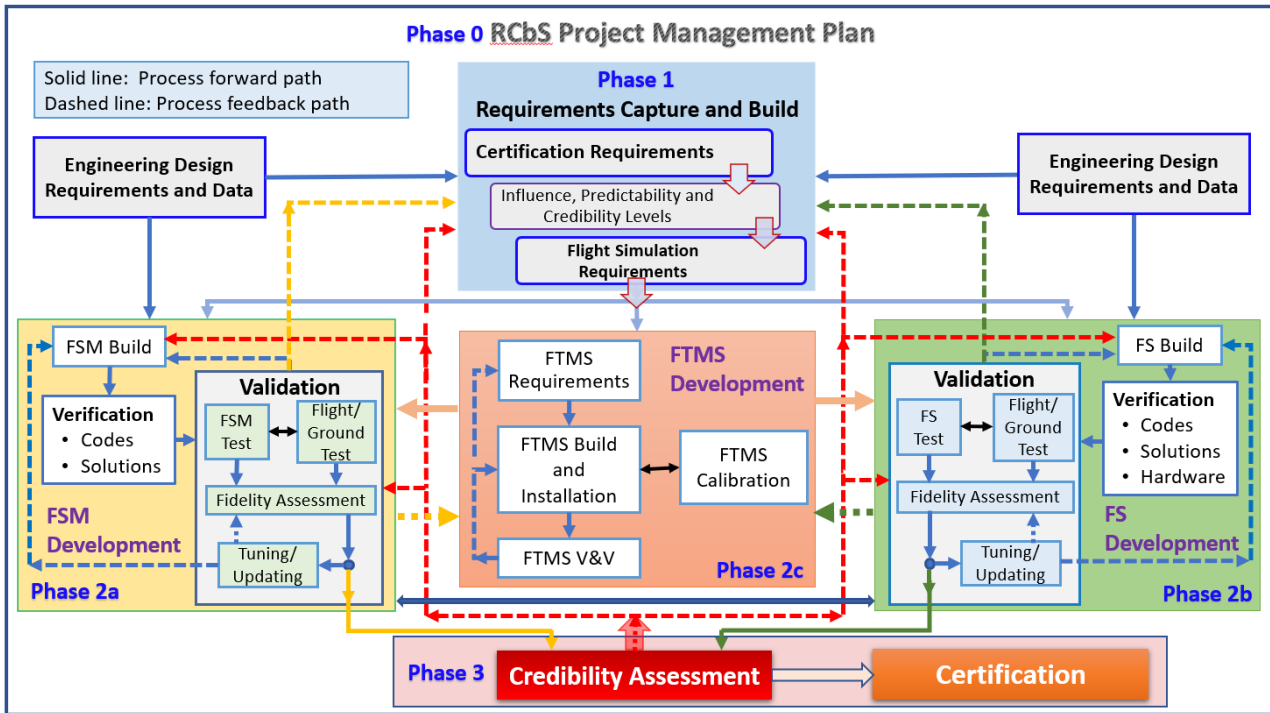 Phase 0 RCbS Project Management Plan
Solid line:  Process forward path
Dashed line: Process feedback path
Phase 1
Requirements Capture and Build
Certification Requirements
Influence, Predictability and
Credibility Levels
Flight Simulation
Requirements
Engineering Design
Requirements and Data
Engineering Design
Requirements and Data
FSM Build
Verification
• Codes
• Solutions
Validation
FSM
Test
Flight/
Ground
Test
Fidelity Assessment
Tuning/
Updating
FSM
Development
Phase 2a
FTMS
Requirements
FTMS
Development
FTMS Build
and
Installation
FTMS
Calibration
FTMS V&V
Phase 2c
FS Build
Validation
FS
Test
Flight/
Ground
Test
Verification
• Codes
• Solutions
• Hardware
Fidelity Assessment
Tuning/
Updating
FS
Development
Phase 2b
Phase 3
Credibility Assessment
Certification